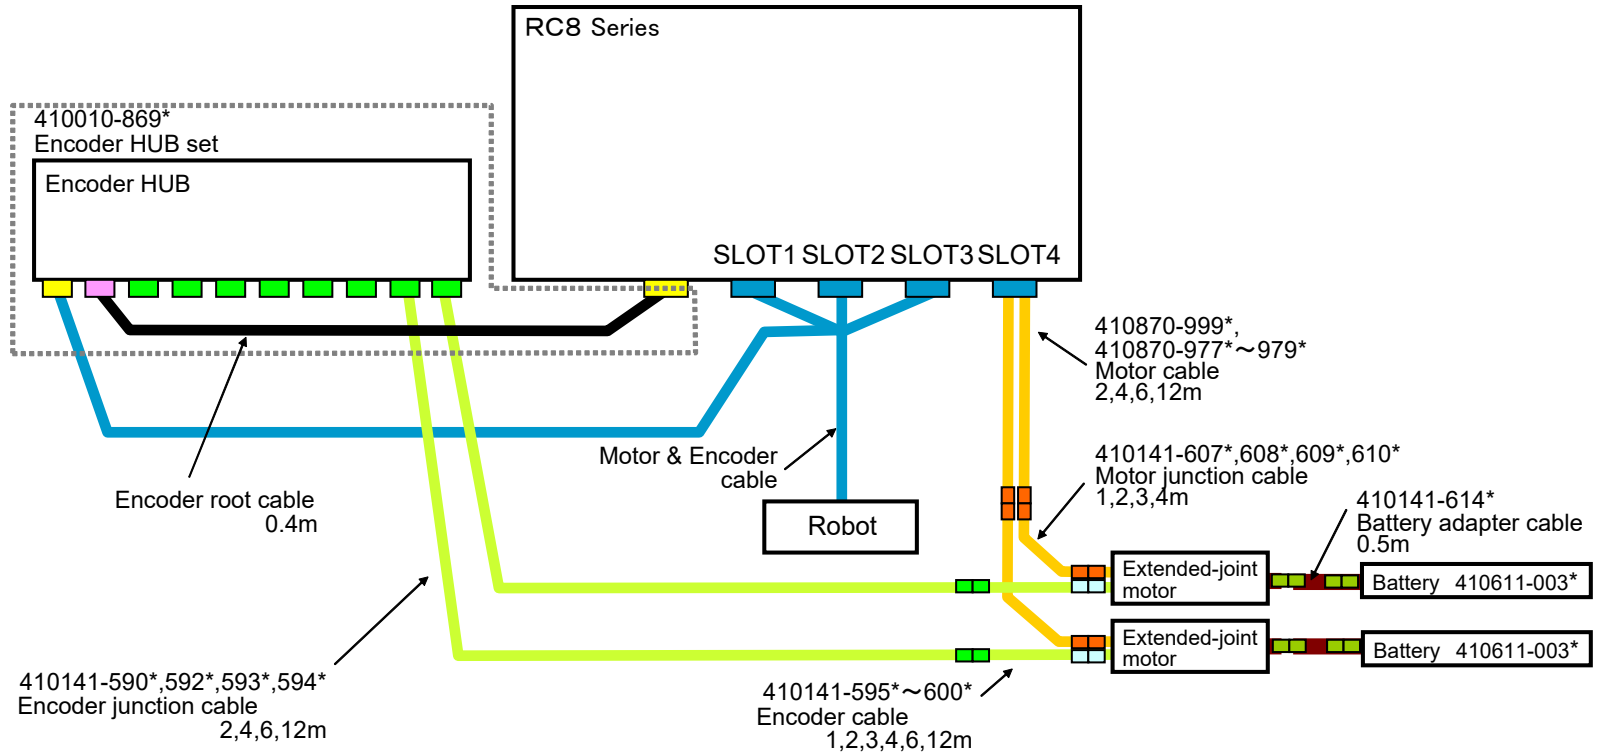 RC8 Series
410010-869*
Encoder HUB set
Encoder HUB
SLOT1 SLOT2 SLOT3 SLOT4
410870-999*,
410870-977*～979*
Motor cable
2,4,6,12m
Motor & Encoder
cable
410141-607*,608*,609*,610*
Motor junction cable
1,2,3,4m
Encoder root cable
0.4m
Robot
410141-614*
Battery adapter cable
0.5m
Extended-joint
motor
Battery 410611-003*
Extended-joint
motor
Battery 410611-003*
410141-590*,592*,593*,594*
Encoder junction cable
2,4,6,12m
410141-595*～600*
Encoder cable
1,2,3,4,6,12m